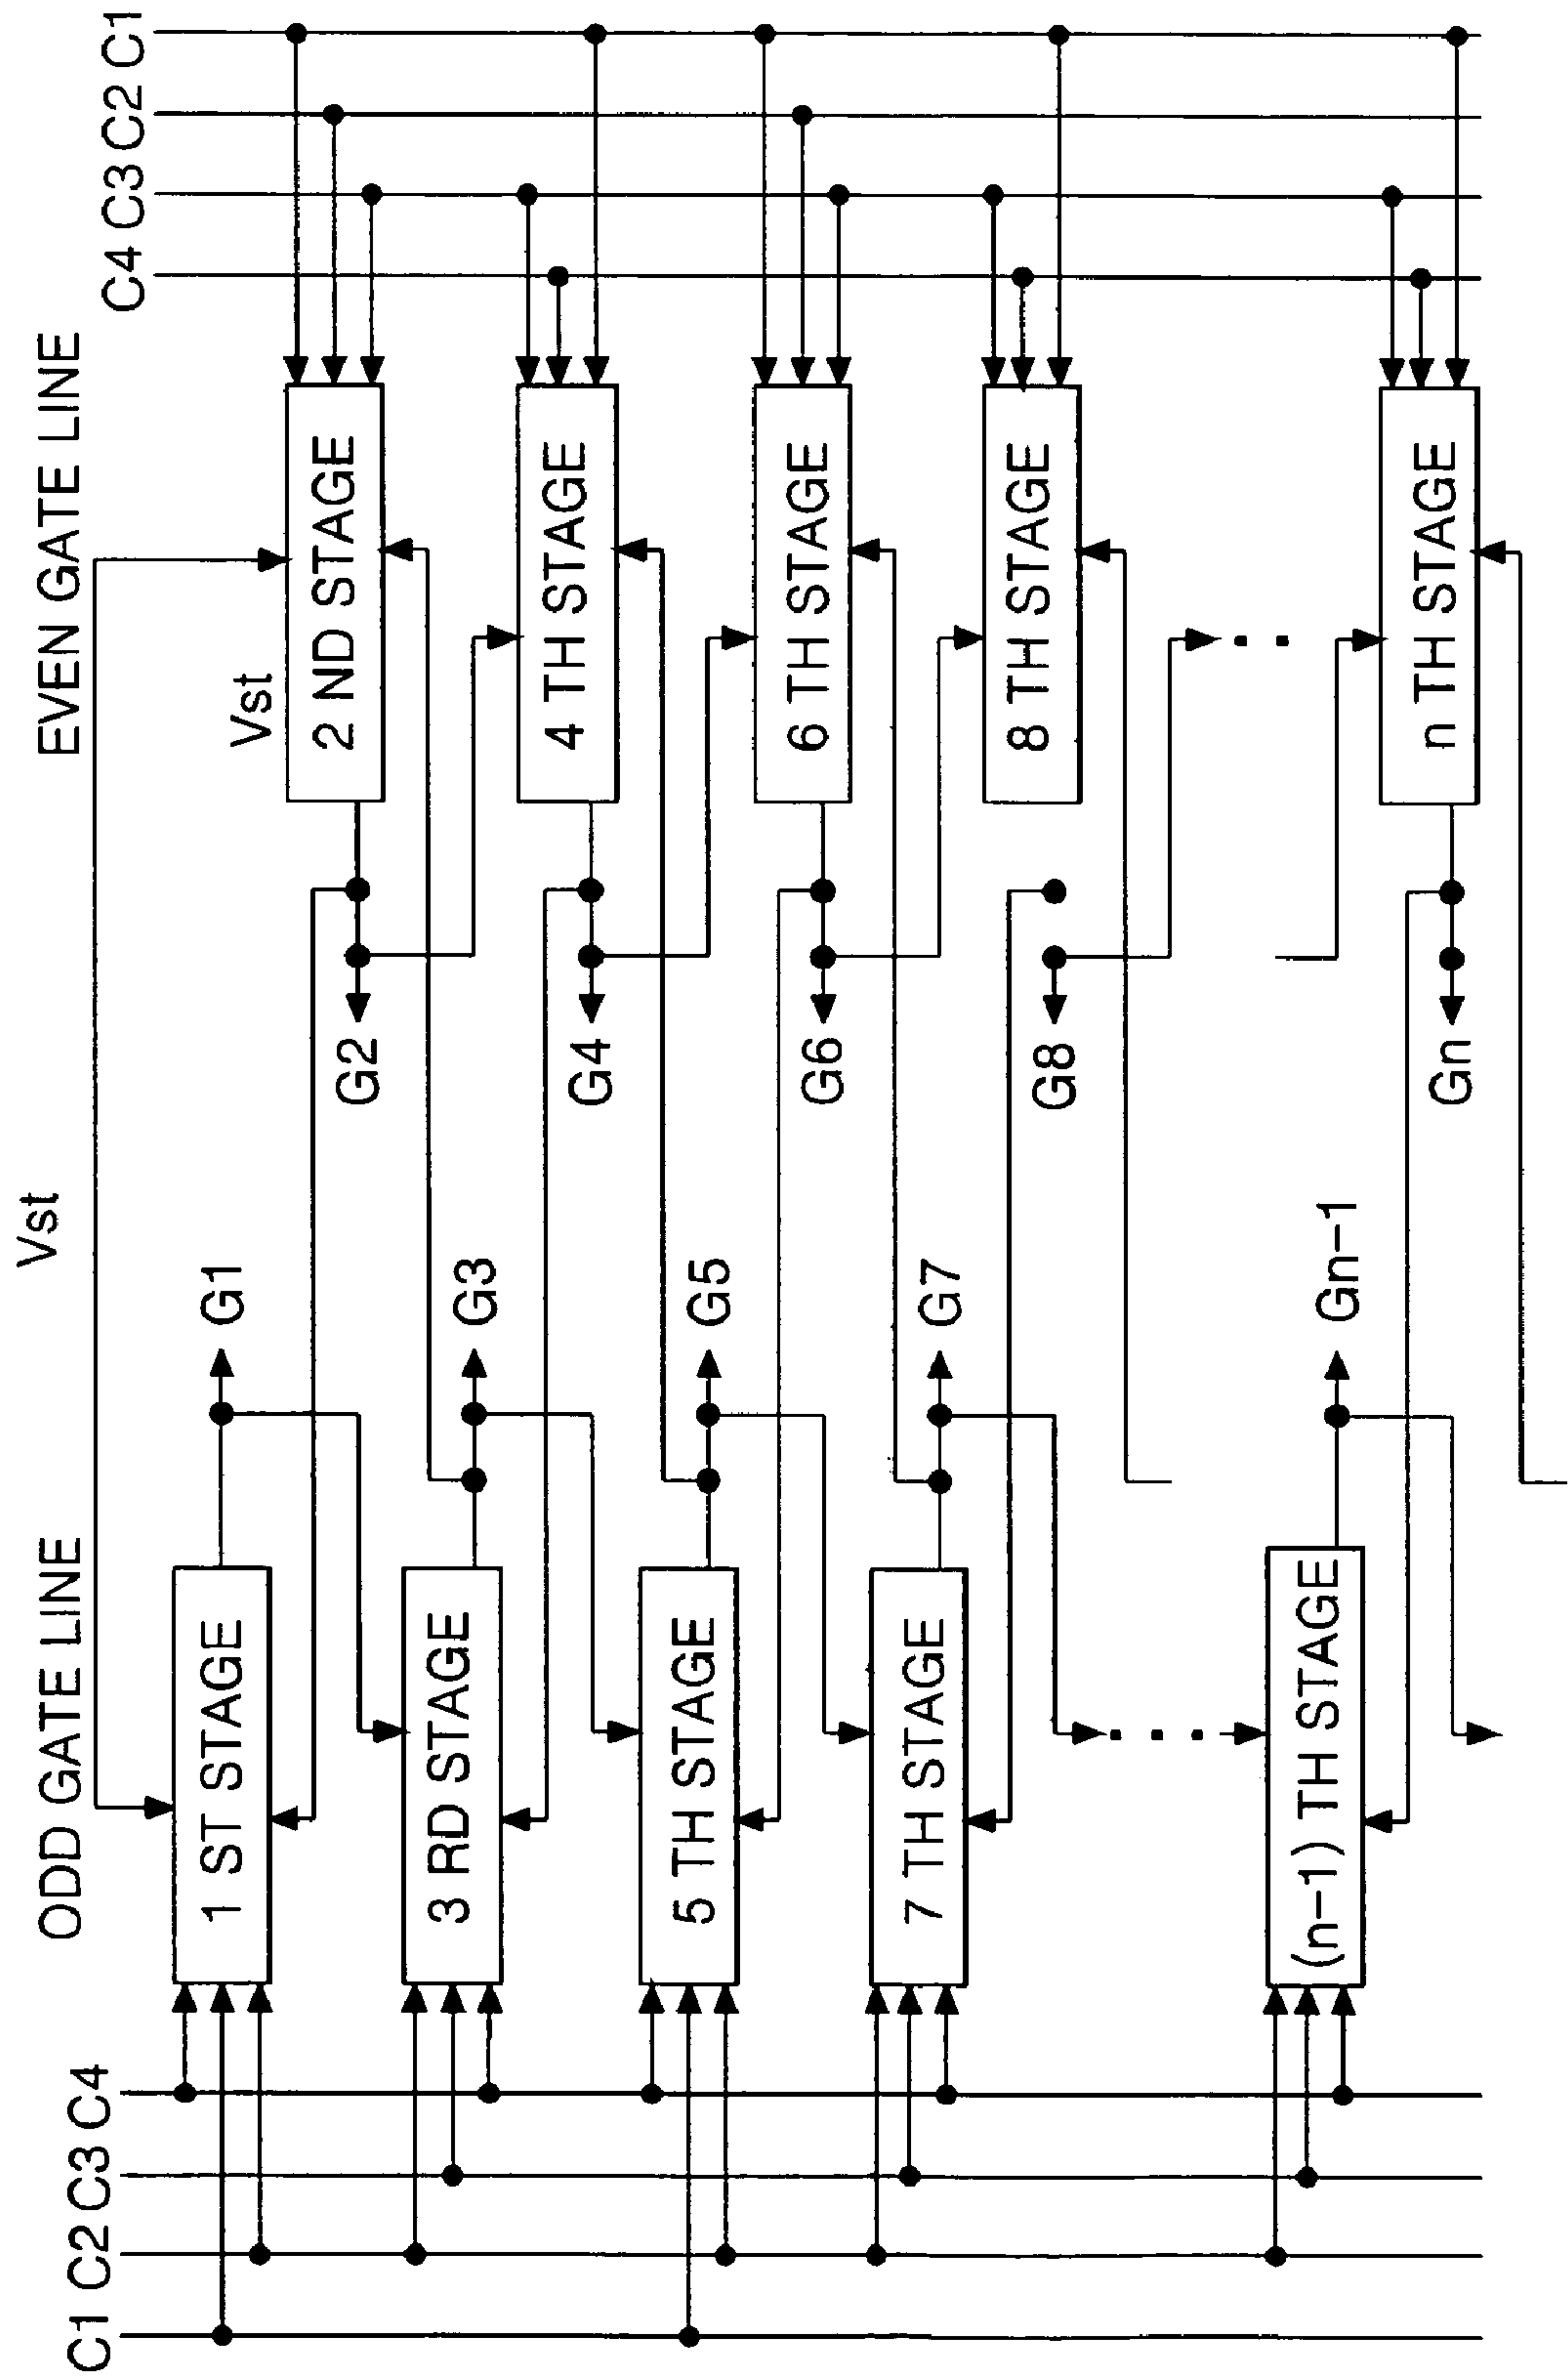 Vst
ODD GATE LINE
EVEN GATE LINE
C1 C2 C3 C4
C4 C3 C2 C1
Vst
1 ST STAGE
G1
G2
2 ND STAGE
3 RD STAGE
G3
G4
4 TH STAGE
5 TH STAGE
G5
G6
6 TH STAGE
7 TH STAGE
G7
G8
8 TH STAGE
(n-1) TH STAGE
Gn-1
Gn
n TH STAGE